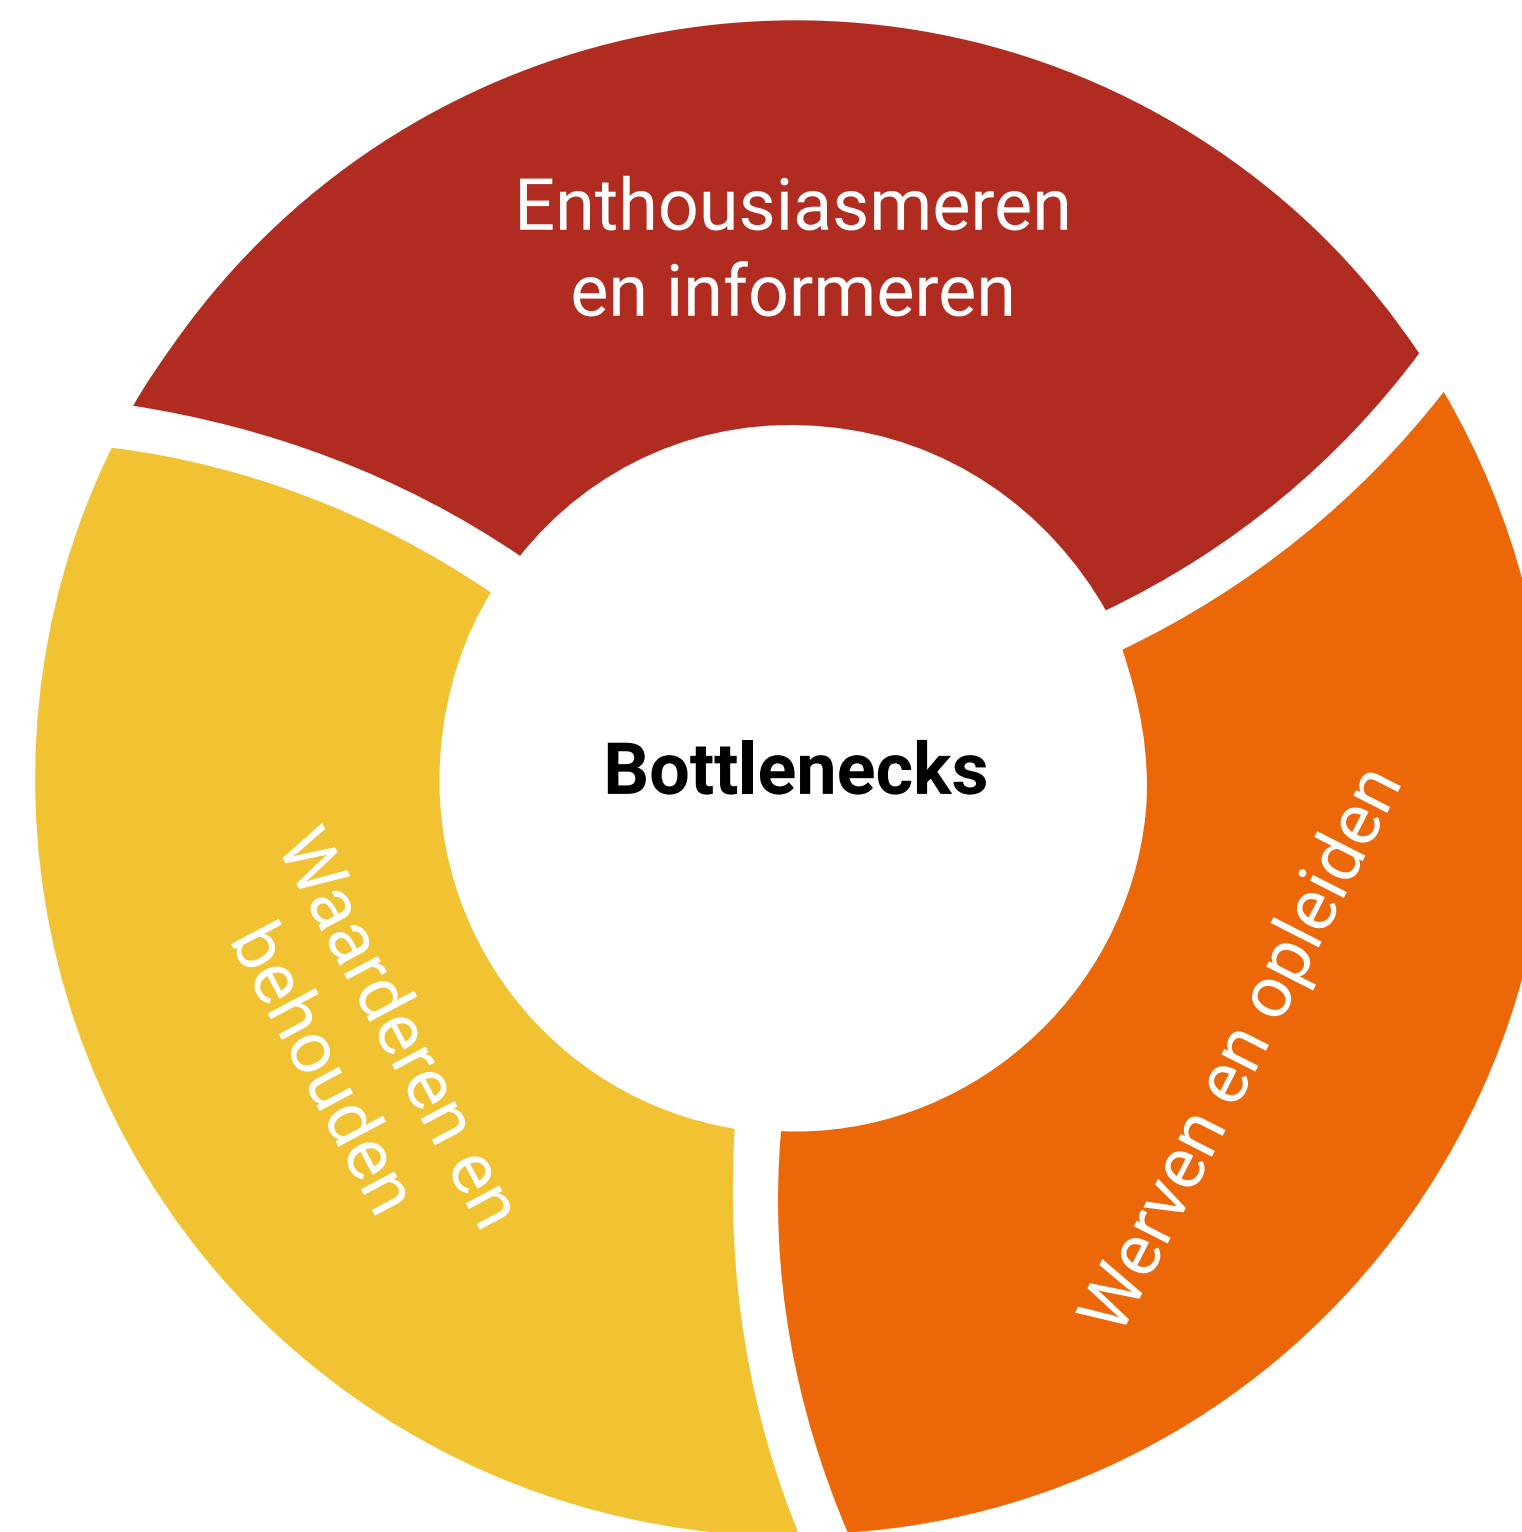 Enthousiasmeren
en informeren
Bottlenecks
Werven en opleiden
Waarderen en
behouden